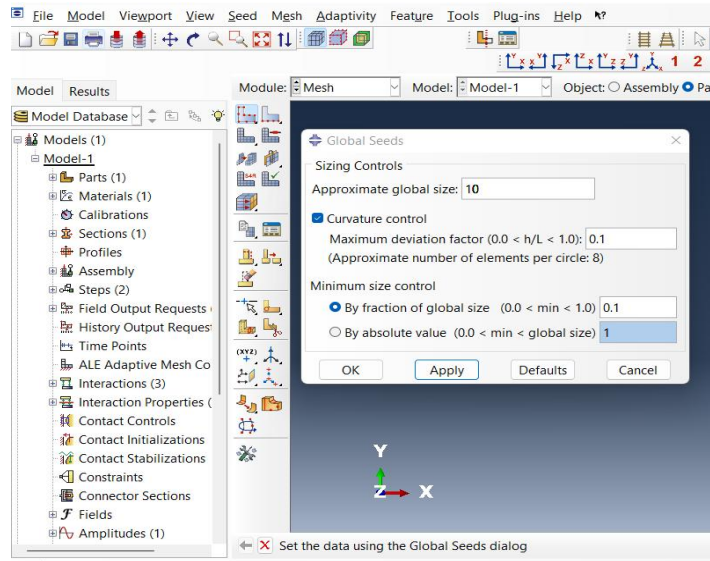 File Model Viewport View Seed Mesh Adaptivity Feature Tools Plug-ins Help
1 2
Model Results
Module: Mesh Model: Model-1 Object: Assembly Pa
Model Database
Models (1)
Model-1
Parts (1)
Materials (1)
Calibrations
Sections (1)
Profiles
Assembly
Steps (2)
Field Output Requests
History Output Reques
Time Points
ALE Adaptive Mesh Co
Interactions (3)
Interaction Properties (
Contact Controls
Contact Initializations
Contact Stabilizations
Constraints
Connector Sections
Fields
Amplitudes (1)
(XYZ)
Global Seeds
Sizing Controls
Approximate global size: 10
Curvature control
Maximum deviation factor (0.0 < h/L < 1.0): 0.1
(Approximate number of elements per circle: 8)
Minimum size control
By fraction of global size (0.0 < min < 1.0) 0.1
By absolute value (0.0 < min < global size) 1
OK Apply Defaults Cancel
Y
Z X
Set the data using the Global Seeds dialog